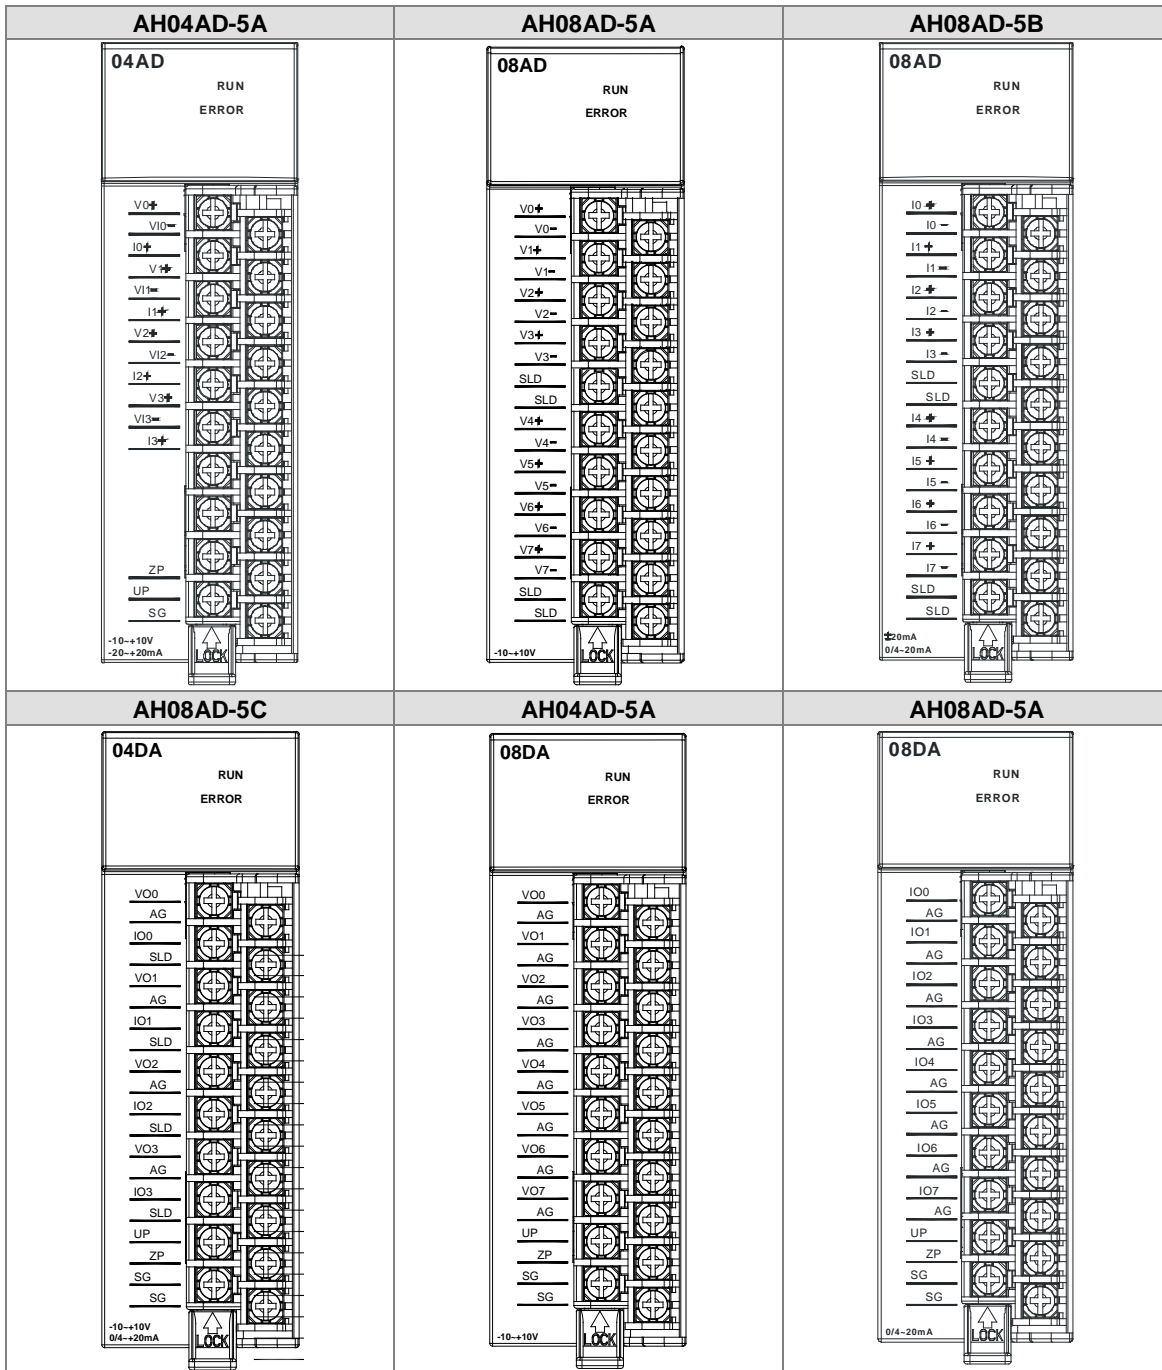 AH04AD-5A
AH08AD-5A
AH08AD-5B
04AD
RUN
ERROR
V0+
VI0-
I0+
V1+
VI1-
I1+
V2+
VI2-
I2+
V3+
VI3-
I3+
ZP
UP
SG
-10~+10V
-20~+20mA
LOCK
08AD
RUN
ERROR
V0+
V0-
V1+
V1-
V2+
V2-
V3+
V3-
SLD
SLD
V4+
V4-
V5+
V5-
V6+
V6-
V7+
V7-
SLD
SLD
-10~+10V
LOCK
08AD
RUN
ERROR
I0+
I0-
I1+
I1-
I2+
I2-
I3+
I3-
SLD
SLD
I4+
I4-
I5+
I5-
I6+
I6-
I7+
I7-
SLD
SLD
±20mA
0/4~20mA
LOCK
AH08AD-5C
AH04AD-5A
AH08AD-5A
04DA
RUN
ERROR
VO0
AG
IO0
SLD
VO1
AG
IO1
SLD
VO2
AG
IO2
SLD
VO3
AG
IO3
SLD
UP
ZP
SG
SG
-10~+10V
0/4~+20mA
LOCK
08DA
RUN
ERROR
VO0
AG
VO1
AG
VO2
AG
VO3
AG
VO4
AG
VO5
AG
VO6
AG
VO7
AG
UP
ZP
SG
SG
-10~+10V
LOCK
08DA
RUN
ERROR
IO0
AG
IO1
AG
IO2
AG
IO3
AG
IO4
AG
IO5
AG
IO6
AG
IO7
AG
UP
ZP
SG
SG
0/4~20mA
LOCK